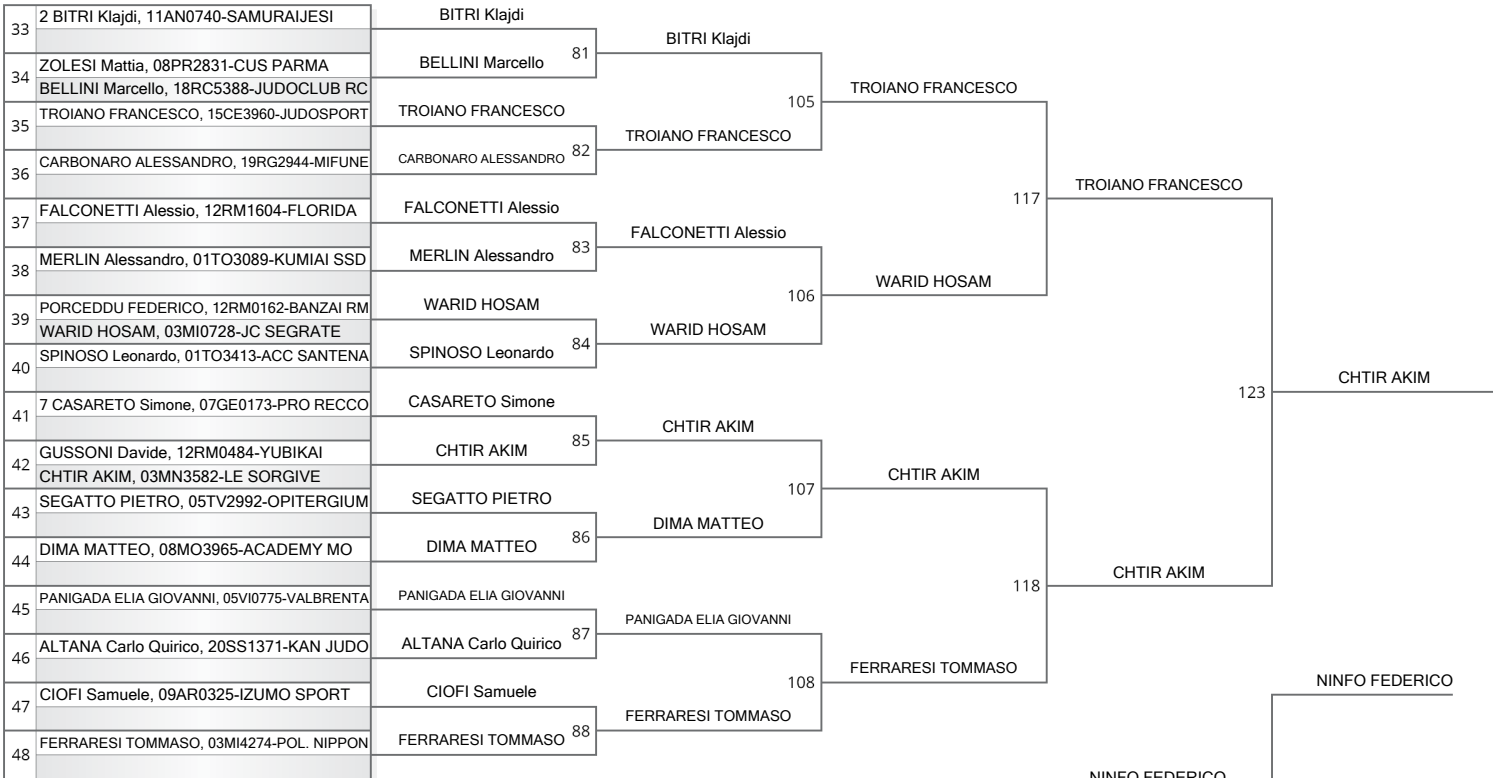 33
2 BITRI Klajdi, 11AN0740-SAMURAIJESI
34
ZOLESI Mattia, 08PR2831-CUS PARMA
BELLINI Marcello, 18RC5388-JUDOCLUB RC
35
TROIANO FRANCESCO, 15CE3960-JUDOSPORT
36
CARBONARO ALESSANDRO, 19RG2944-MIFUNE
37
FALCONETTI Alessio, 12RM1604-FLORIDA
38
MERLIN Alessandro, 01TO3089-KUMIAI SSD
39
PORCEDDU FEDERICO, 12RM0162-BANZAI RM
WARID HOSAM, 03MI0728-JC SEGRATE
40
SPINOSO Leonardo, 01TO3413-ACC SANTENA
41
7 CASARETO Simone, 07GE0173-PRO RECCO
42
GUSSONI Davide, 12RM0484-YUBIKAI
CHTIR AKIM, 03MN3582-LE SORGIVE
43
SEGATTO PIETRO, 05TV2992-OPITERGIUM
44
DIMA MATTEO, 08MO3965-ACADEMY MO
45
PANIGADA ELIA GIOVANNI, 05VI0775-VALBRENTA
46
ALTANA Carlo Quirico, 20SS1371-KAN JUDO
47
CIOFI Samuele, 09AR0325-IZUMO SPORT
48
FERRARESI TOMMASO, 03MI4274-POL. NIPPON
BITRI Klajdi
81
BELLINI Marcello
TROIANO FRANCESCO
82
CARBONARO ALESSANDRO
FALCONETTI Alessio
83
MERLIN Alessandro
WARID HOSAM
84
SPINOSO Leonardo
CASARETO Simone
85
CHTIR AKIM
SEGATTO PIETRO
86
DIMA MATTEO
PANIGADA ELIA GIOVANNI
87
ALTANA Carlo Quirico
CIOFI Samuele
88
FERRARESI TOMMASO
BITRI Klajdi
105
TROIANO FRANCESCO
FALCONETTI Alessio
106
WARID HOSAM
CHTIR AKIM
107
DIMA MATTEO
PANIGADA ELIA GIOVANNI
108
FERRARESI TOMMASO
TROIANO FRANCESCO
117
WARID HOSAM
CHTIR AKIM
118
FERRARESI TOMMASO
TROIANO FRANCESCO
123
CHTIR AKIM
CHTIR AKIM
NINFO FEDERICO
NINFO FEDERICO